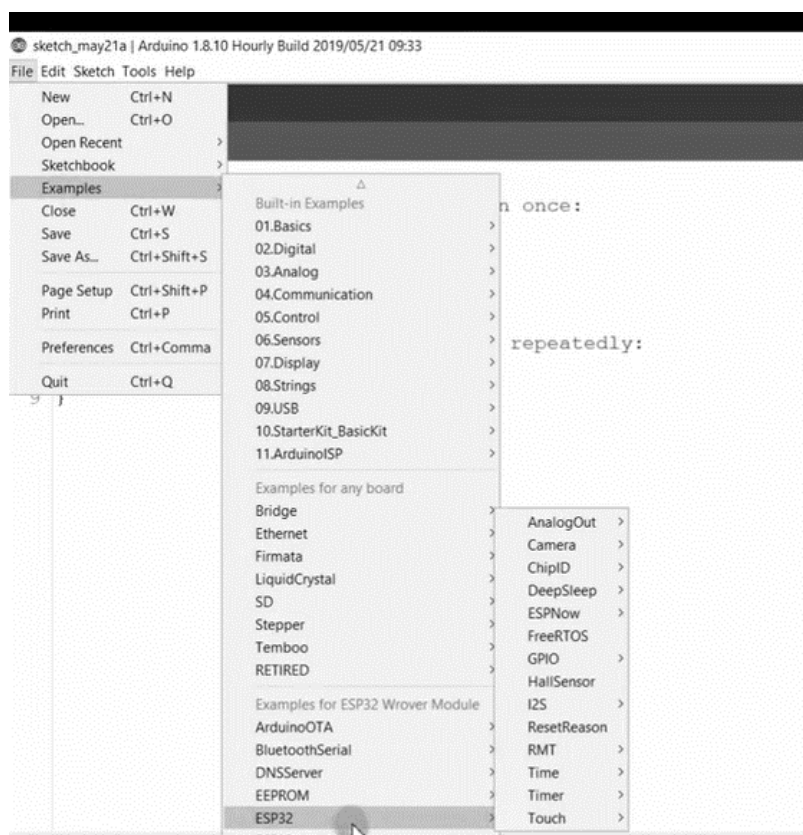 sketch_may21a | Arduino 1.8.10 Hourly Build 2019/05/21 09:33
File Edit Sketch Tools Help
New Ctrl+N
Open... Ctrl+O
Open Recent
Sketchbook
Examples
Close Ctrl+W
Save Ctrl+S
Save As... Ctrl+Shift+S
Page Setup Ctrl+Shift+P
Print Ctrl+P
Preferences Ctrl+Comma
Quit Ctrl+Q
Built-in Examples
01.Basics
02.Digital
03.Analog
04.Communication
05.Control
06.Sensors
07.Display
08.Strings
09.USB
10.StarterKit_BasicKit
11.ArduinoISP
Examples for any board
Bridge
Ethernet
Firmata
LiquidCrystal
SD
Stepper
Temboo
RETIRED
Examples for ESP32 Wrover Module
ArduinoOTA
BluetoothSerial
DNSServer
EEPROM
ESP32
AnalogOut
Camera
ChipID
DeepSleep
ESPNow
FreeRTOS
GPIO
HallSensor
I2S
ResetReason
RMT
Time
Timer
Touch
n once:
repeatedly:
9 }